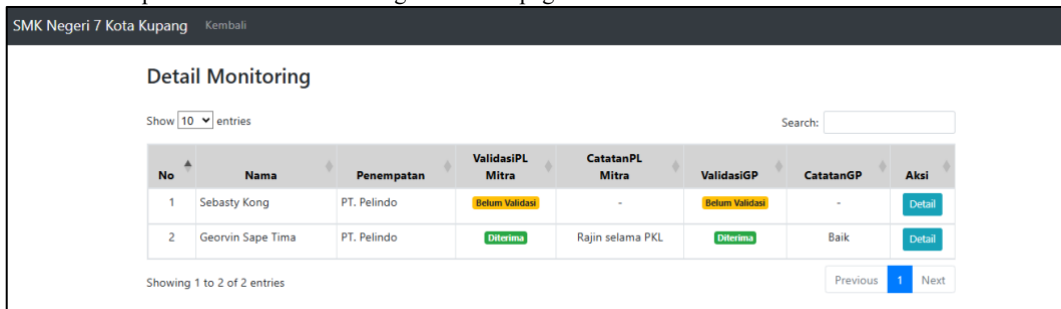 SMK Negeri 7 Kota Kupang Kembali
Detail Monitoring
Show 10 entries Search:
No Nama Penempatan ValidasiPL Mitra CatatanPL Mitra ValidasiGP CatatanGP Aksi
1 Sebasty Kong PT. Pelindo Belum Validasi - Belum Validasi - Detail
2 Georvin Sape Tima PT. Pelindo Diterima Rajin selama PKL Diterima Baik Detail
Showing 1 to 2 of 2 entries Previous 1 Next